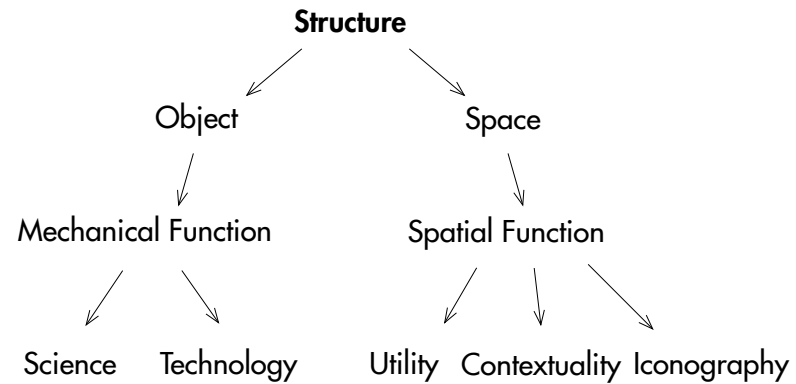 Structure
Object Space
Mechanical Function Spatial Function
Science Technology Utility Contextuality Iconography